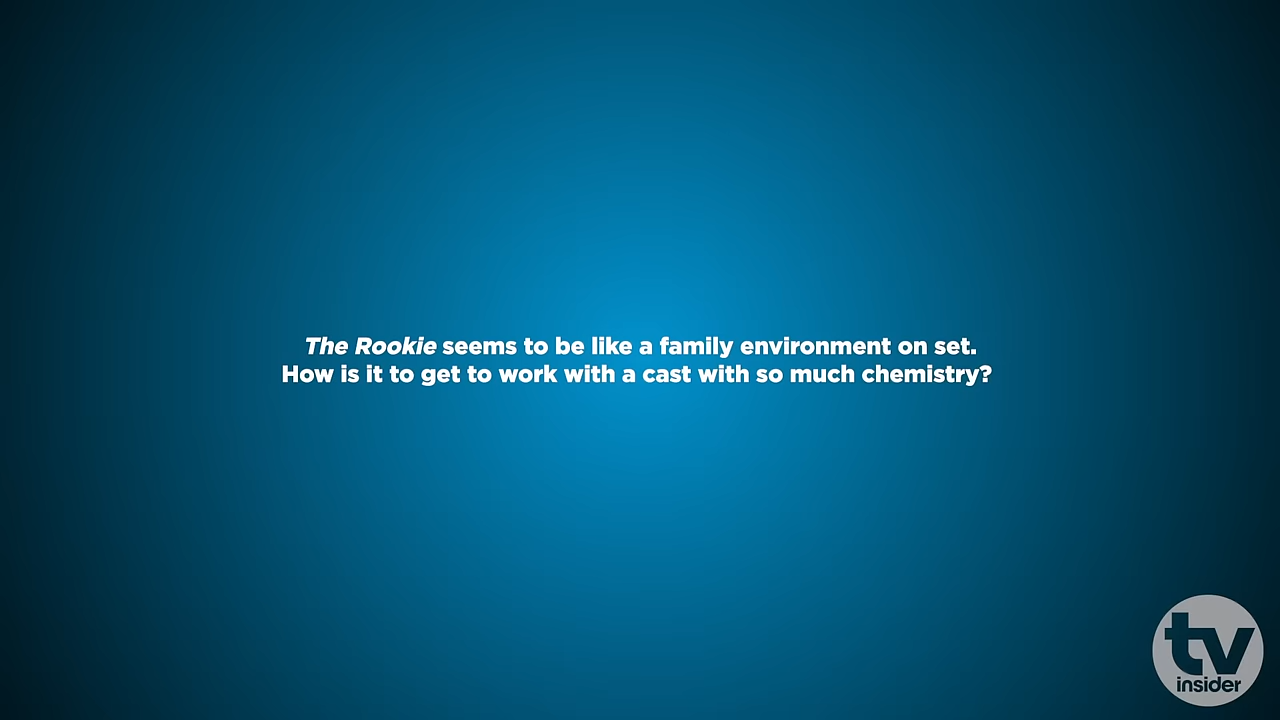 The Rookie seems to be like a family environment on set.
How is it to get to work with a cast with so much chemistry?
tv
insider